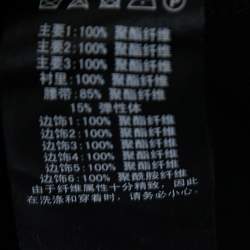 主要1:100% 聚酯纤维
主要2:100% 聚酯纤维
主要3:100% 聚酯纤维
衬里:100% 聚酯纤维
腰带:85% 聚酯纤维
15% 弹性体
边饰1:100% 聚酯纤维
边饰2:100% 聚酯纤维
边饰3:100% 聚酯纤维
边饰4:100% 聚酯纤维
边饰5:100% 聚酯纤维
边饰6:100% 聚酰胺纤维
由于纤维属性十分精致，因此
在洗涤和穿着时，请务必小心。